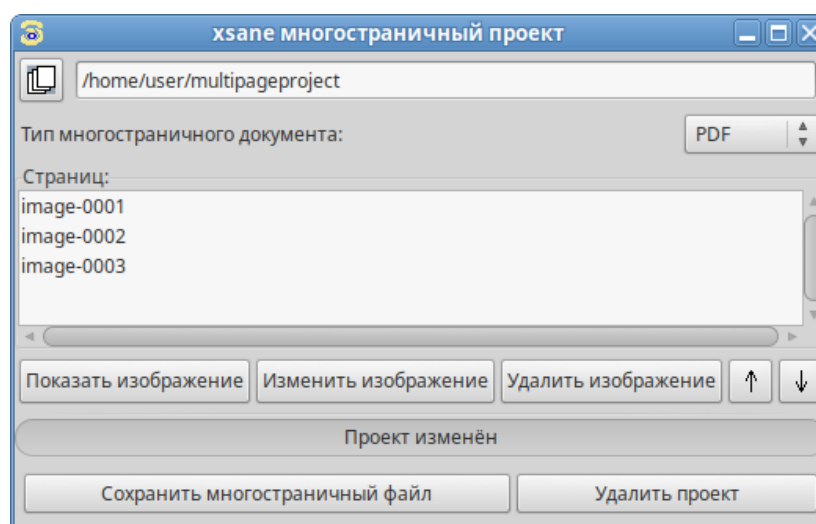 xsane многостраничный проект
/home/user/multipageproject
Тип многостраничного документа: PDF
Страниц:
image-0001
image-0002
image-0003
Показать изображение Изменить изображение Удалить изображение
Проект изменён
Сохранить многостраничный файл Удалить проект